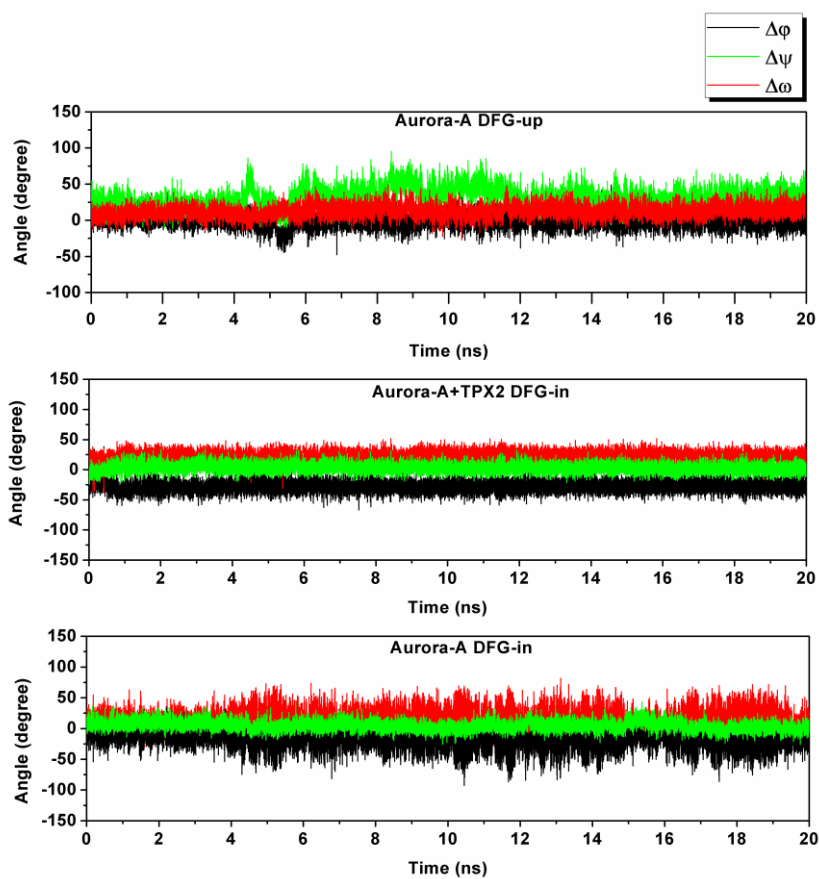 Δφ
Δψ
Δω
Aurora-A DFG-up
150
100
50
0
-50
-100
Angle (degree)
0 2 4 6 8 10 12 14 16 18 20
Time (ns)
Aurora-A+TPX2 DFG-in
150
100
50
0
-50
-100
-150
Angle (degree)
0 2 4 6 8 10 12 14 16 18 20
Time (ns)
Aurora-A DFG-in
150
100
50
0
-50
-100
-150
Angle (degree)
0 2 4 6 8 10 12 14 16 18 20
Time (ns)